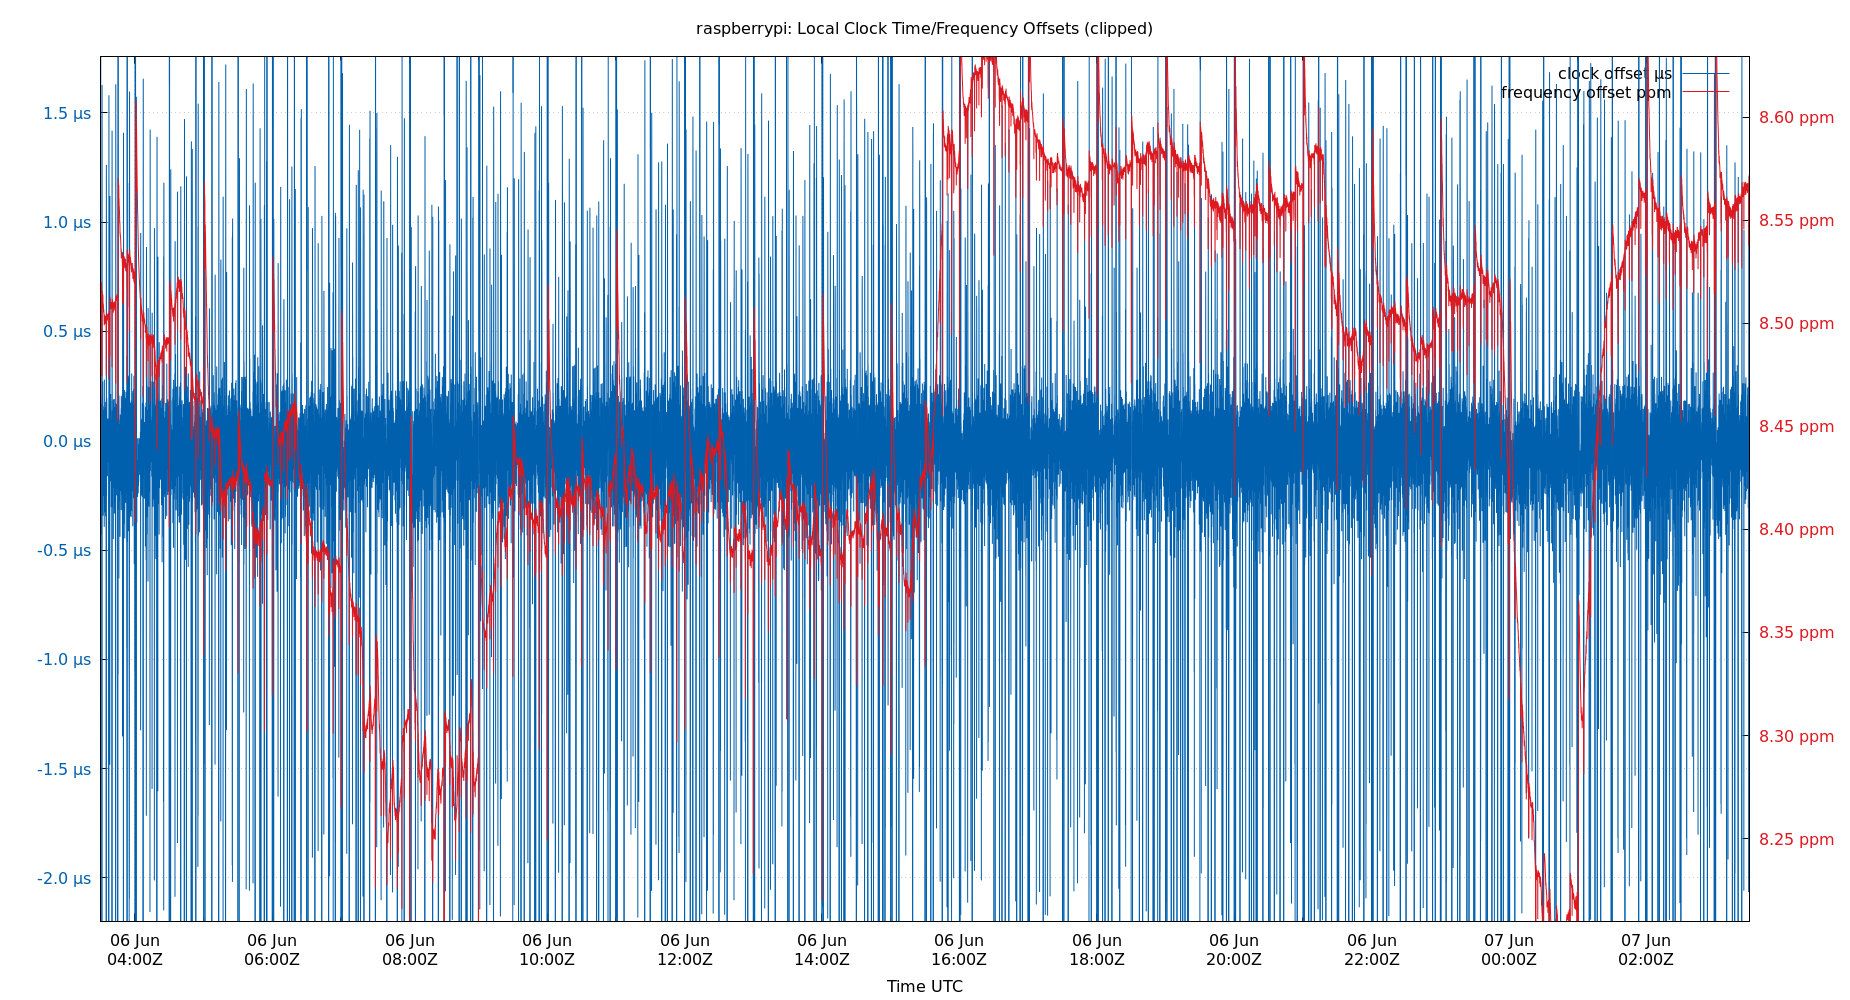 raspberrypi: Local Clock Time/Frequency Offsets (clipped)
clock offset µs
frequency offset ppm
1.5 µs
1.0 µs
0.5 µs
0.0 µs
-0.5 µs
-1.0 µs
-1.5 µs
-2.0 µs
8.60 ppm
8.55 ppm
8.50 ppm
8.45 ppm
8.40 ppm
8.35 ppm
8.30 ppm
8.25 ppm
06 Jun 06 Jun 06 Jun 06 Jun 06 Jun 06 Jun 06 Jun 06 Jun 06 Jun 06 Jun 07 Jun 07 Jun
04:00Z 06:00Z 08:00Z 10:00Z 12:00Z 14:00Z 16:00Z 18:00Z 20:00Z 22:00Z 00:00Z 02:00Z
Time UTC